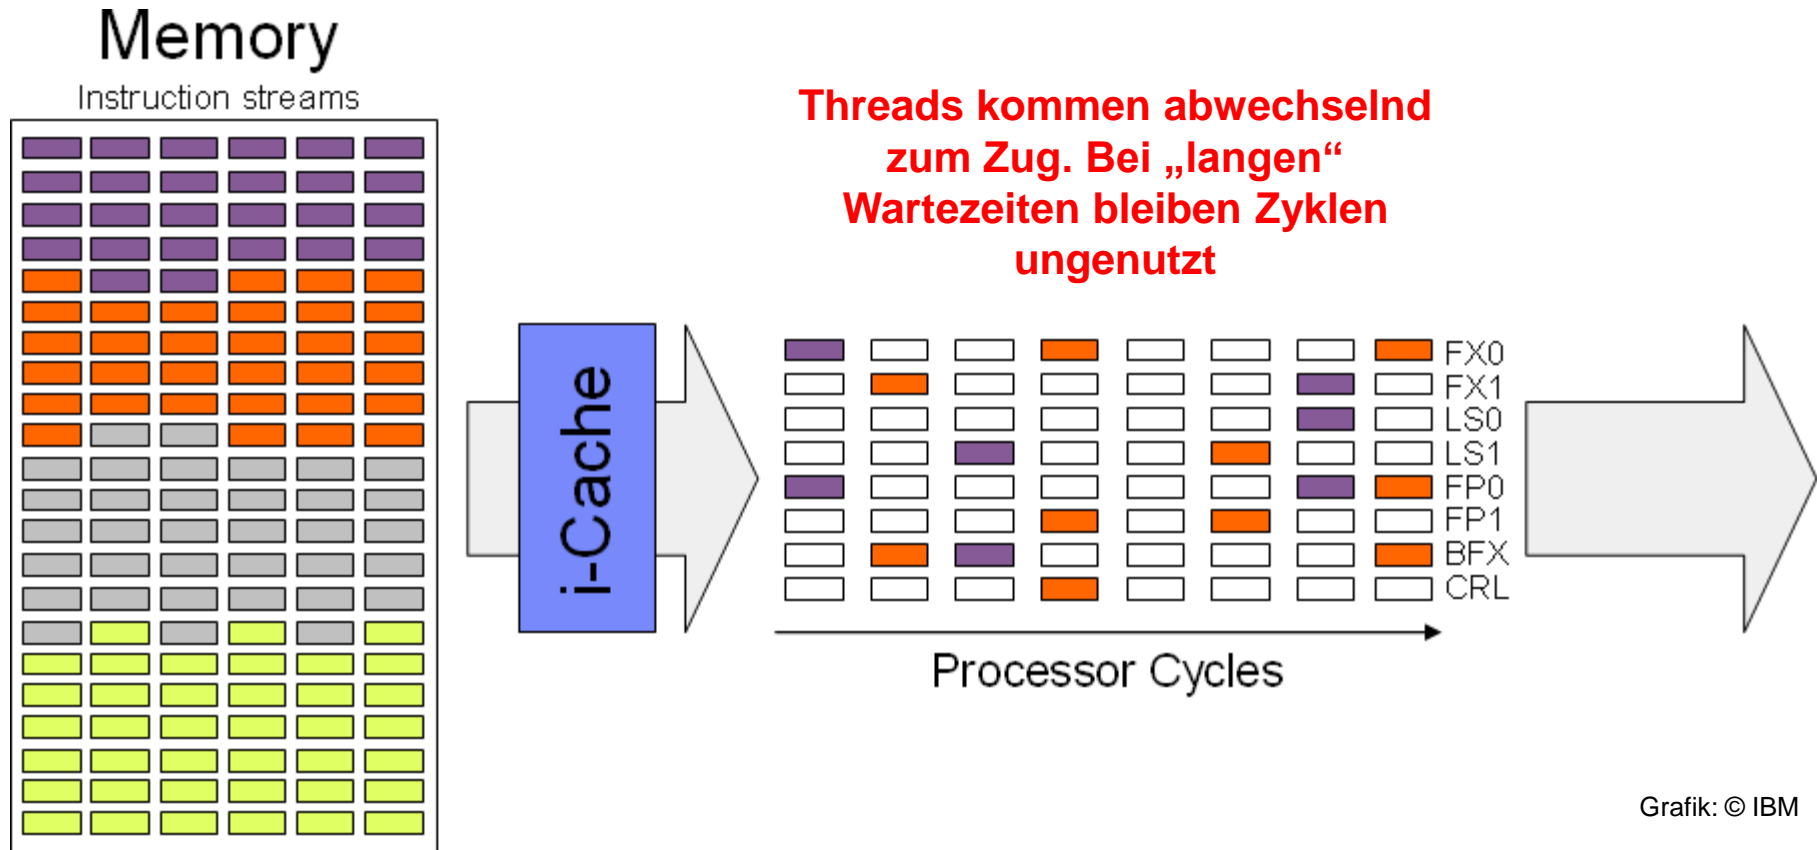 Memory
Instruction streams
Threads kommen abwechselnd
zum Zug. Bei „langen“
Wartezeiten bleiben Zyklen
ungenutzt
i-Cache
FX0
FX1
LS0
LS1
FP0
FP1
BFX
CRL
Processor Cycles
Grafik: © IBM